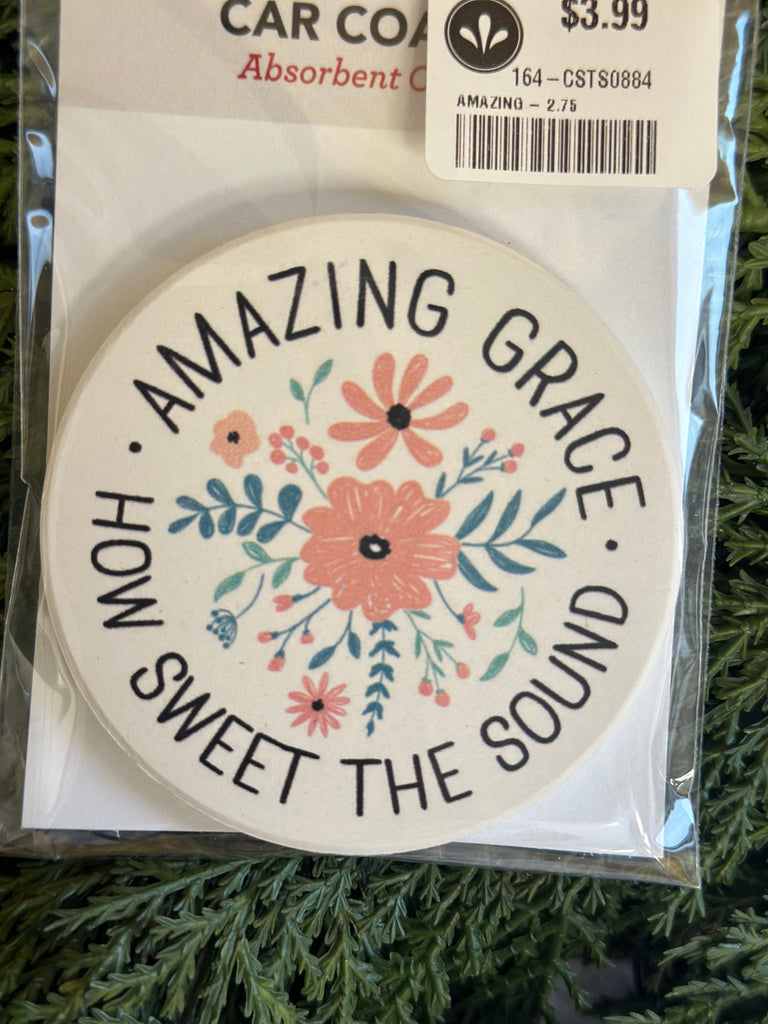 CAR COA
Absorbent C
$3.99
164-CSTS0884
AMAZING - 2.75
· AMAZING GRACE ·
HOW SWEET THE SOUND